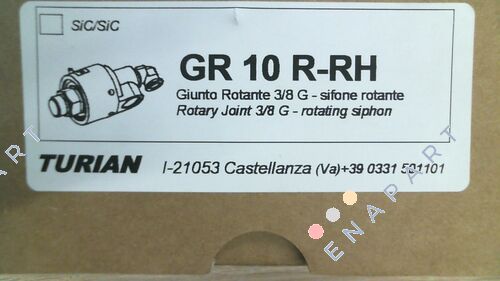 SiC/SiC
GR 10 R-RH
Giunto Rotante 3/8 G - sifone rotante
Rotary Joint 3/8 G - rotating siphon
TURIAN I-21053 Castellanza (Va)+39 0331 501101
ENAPART
ENAPART